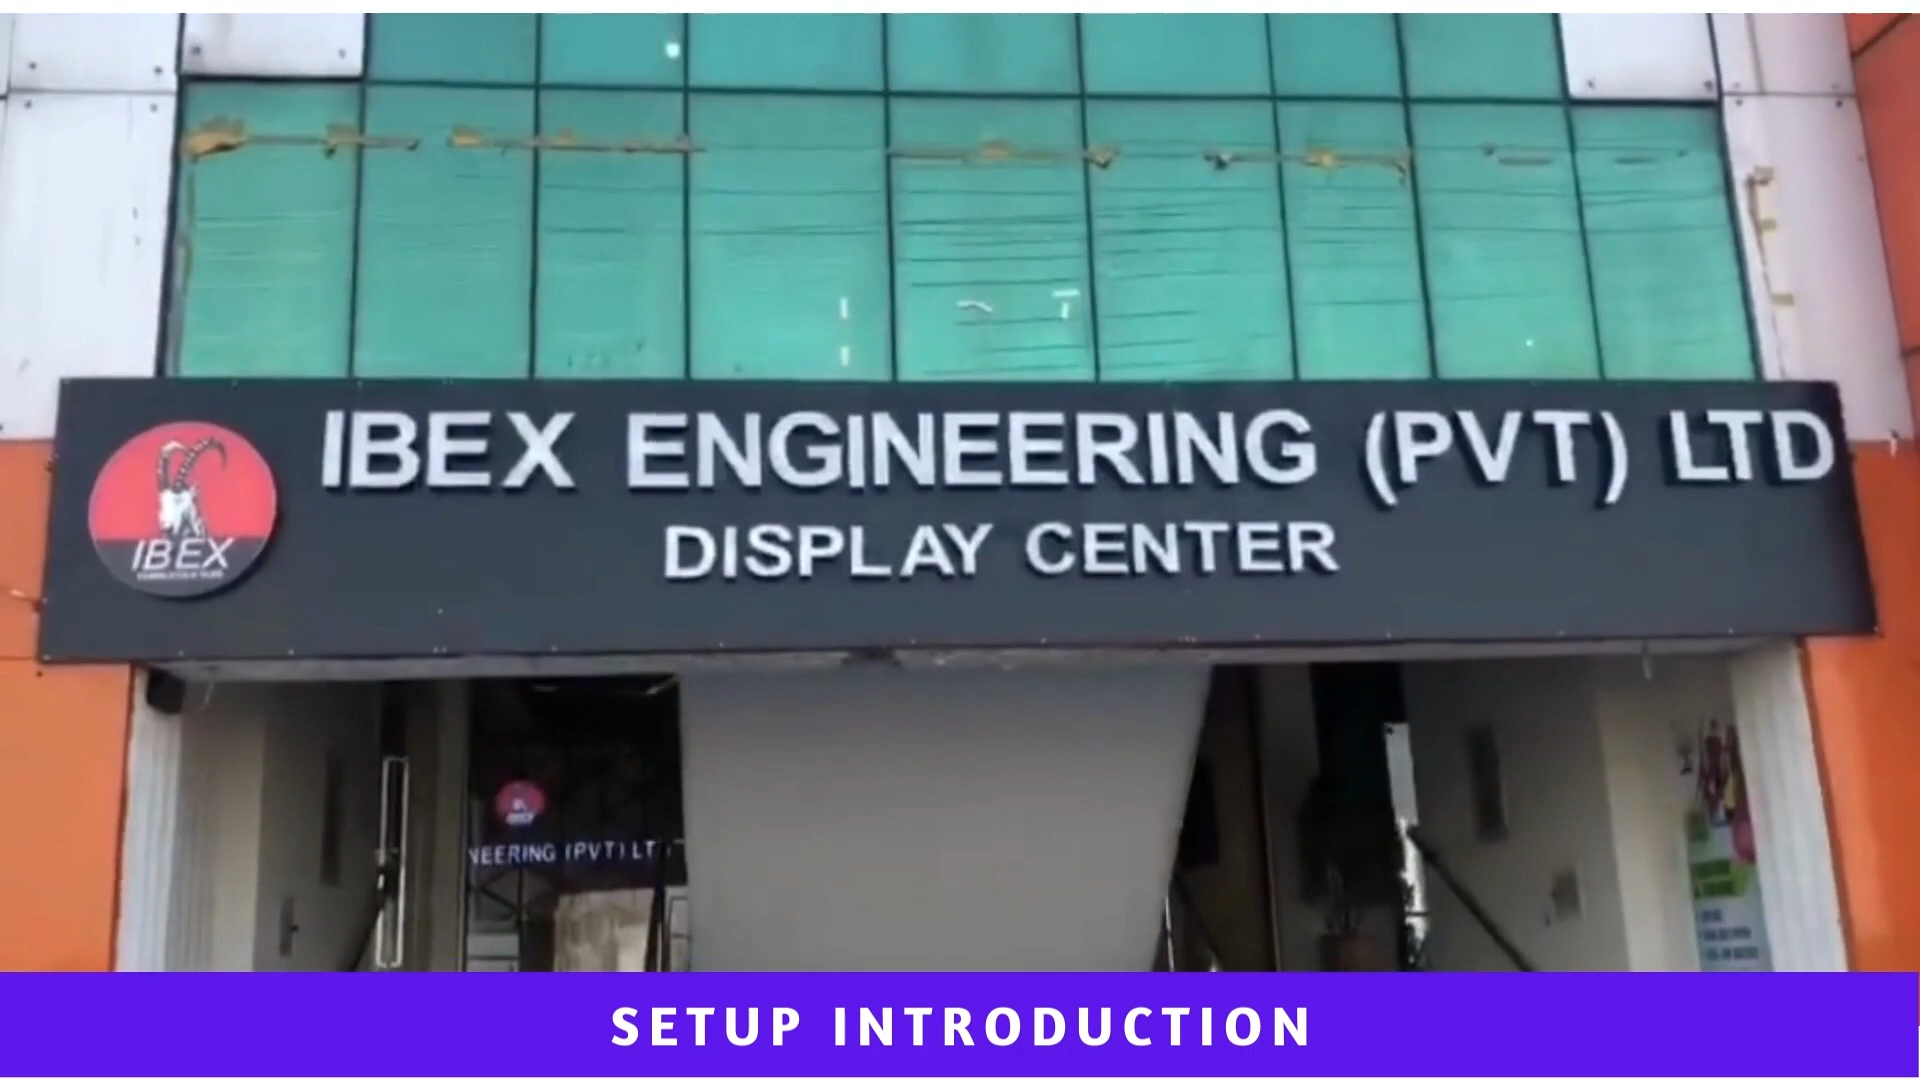 IBEX ENGINEERING (PVT) LTD
DISPLAY CENTER
IBEX
NEERING (PVT) LT
SETUP INTRODUCTION